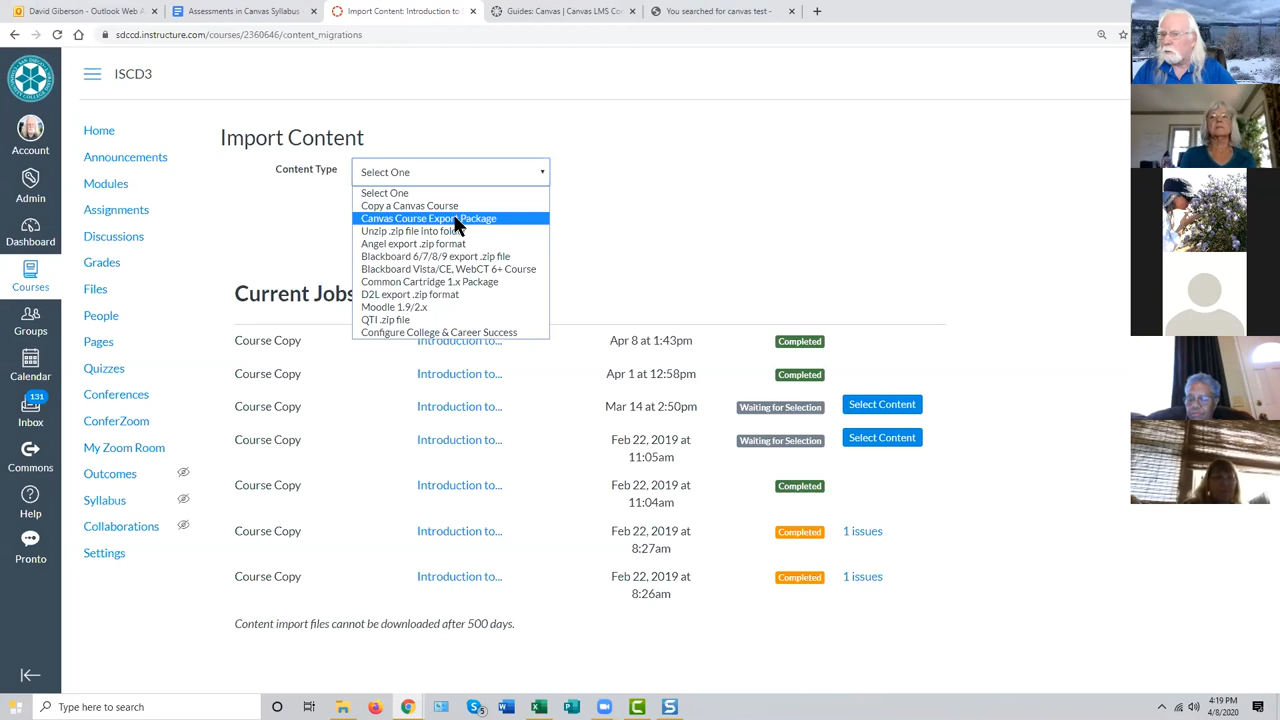 David Giberson - Outlook Web A
Assessments in Canvas Syllabus
Import Content: Introduction to
Guides: Canvas | Canvas LMS Co
You searched for canvas test -
sdccd.instructure.com/courses/2360646/content_migrations
ISCD3
Account
Admin
Dashboard
Courses
Groups
Calendar
131
Inbox
Commons
Help
Pronto
Home
Announcements
Modules
Assignments
Discussions
Grades
Files
People
Pages
Quizzes
Conferences
ConferZoom
My Zoom Room
Outcomes
Syllabus
Collaborations
Settings
Import Content
Content Type
Select One
Select One
Copy a Canvas Course
Canvas Course Export Package
Unzip .zip file into fol
Angel export .zip format
Blackboard 6/7/8/9 export .zip file
Blackboard Vista/CE, WebCT 6+ Course
Common Cartridge 1.x Package
D2L export .zip format
Moodle 1.9/2.x
QTI .zip file
Configure College & Career Success
Current Jobs
Course Copy Introduction to... Apr 8 at 1:43pm Completed
Course Copy Introduction to... Apr 1 at 12:58pm Completed
Course Copy Introduction to... Mar 14 at 2:50pm Waiting for Selection Select Content
Course Copy Introduction to... Feb 22, 2019 at Waiting for Selection Select Content
11:05am
Course Copy Introduction to... Feb 22, 2019 at Completed
11:04am
Course Copy Introduction to... Feb 22, 2019 at Completed 1 issues
8:27am
Course Copy Introduction to... Feb 22, 2019 at Completed 1 issues
8:26am
Content import files cannot be downloaded after 500 days.
Type here to search
5
4:19 PM
4/8/2020